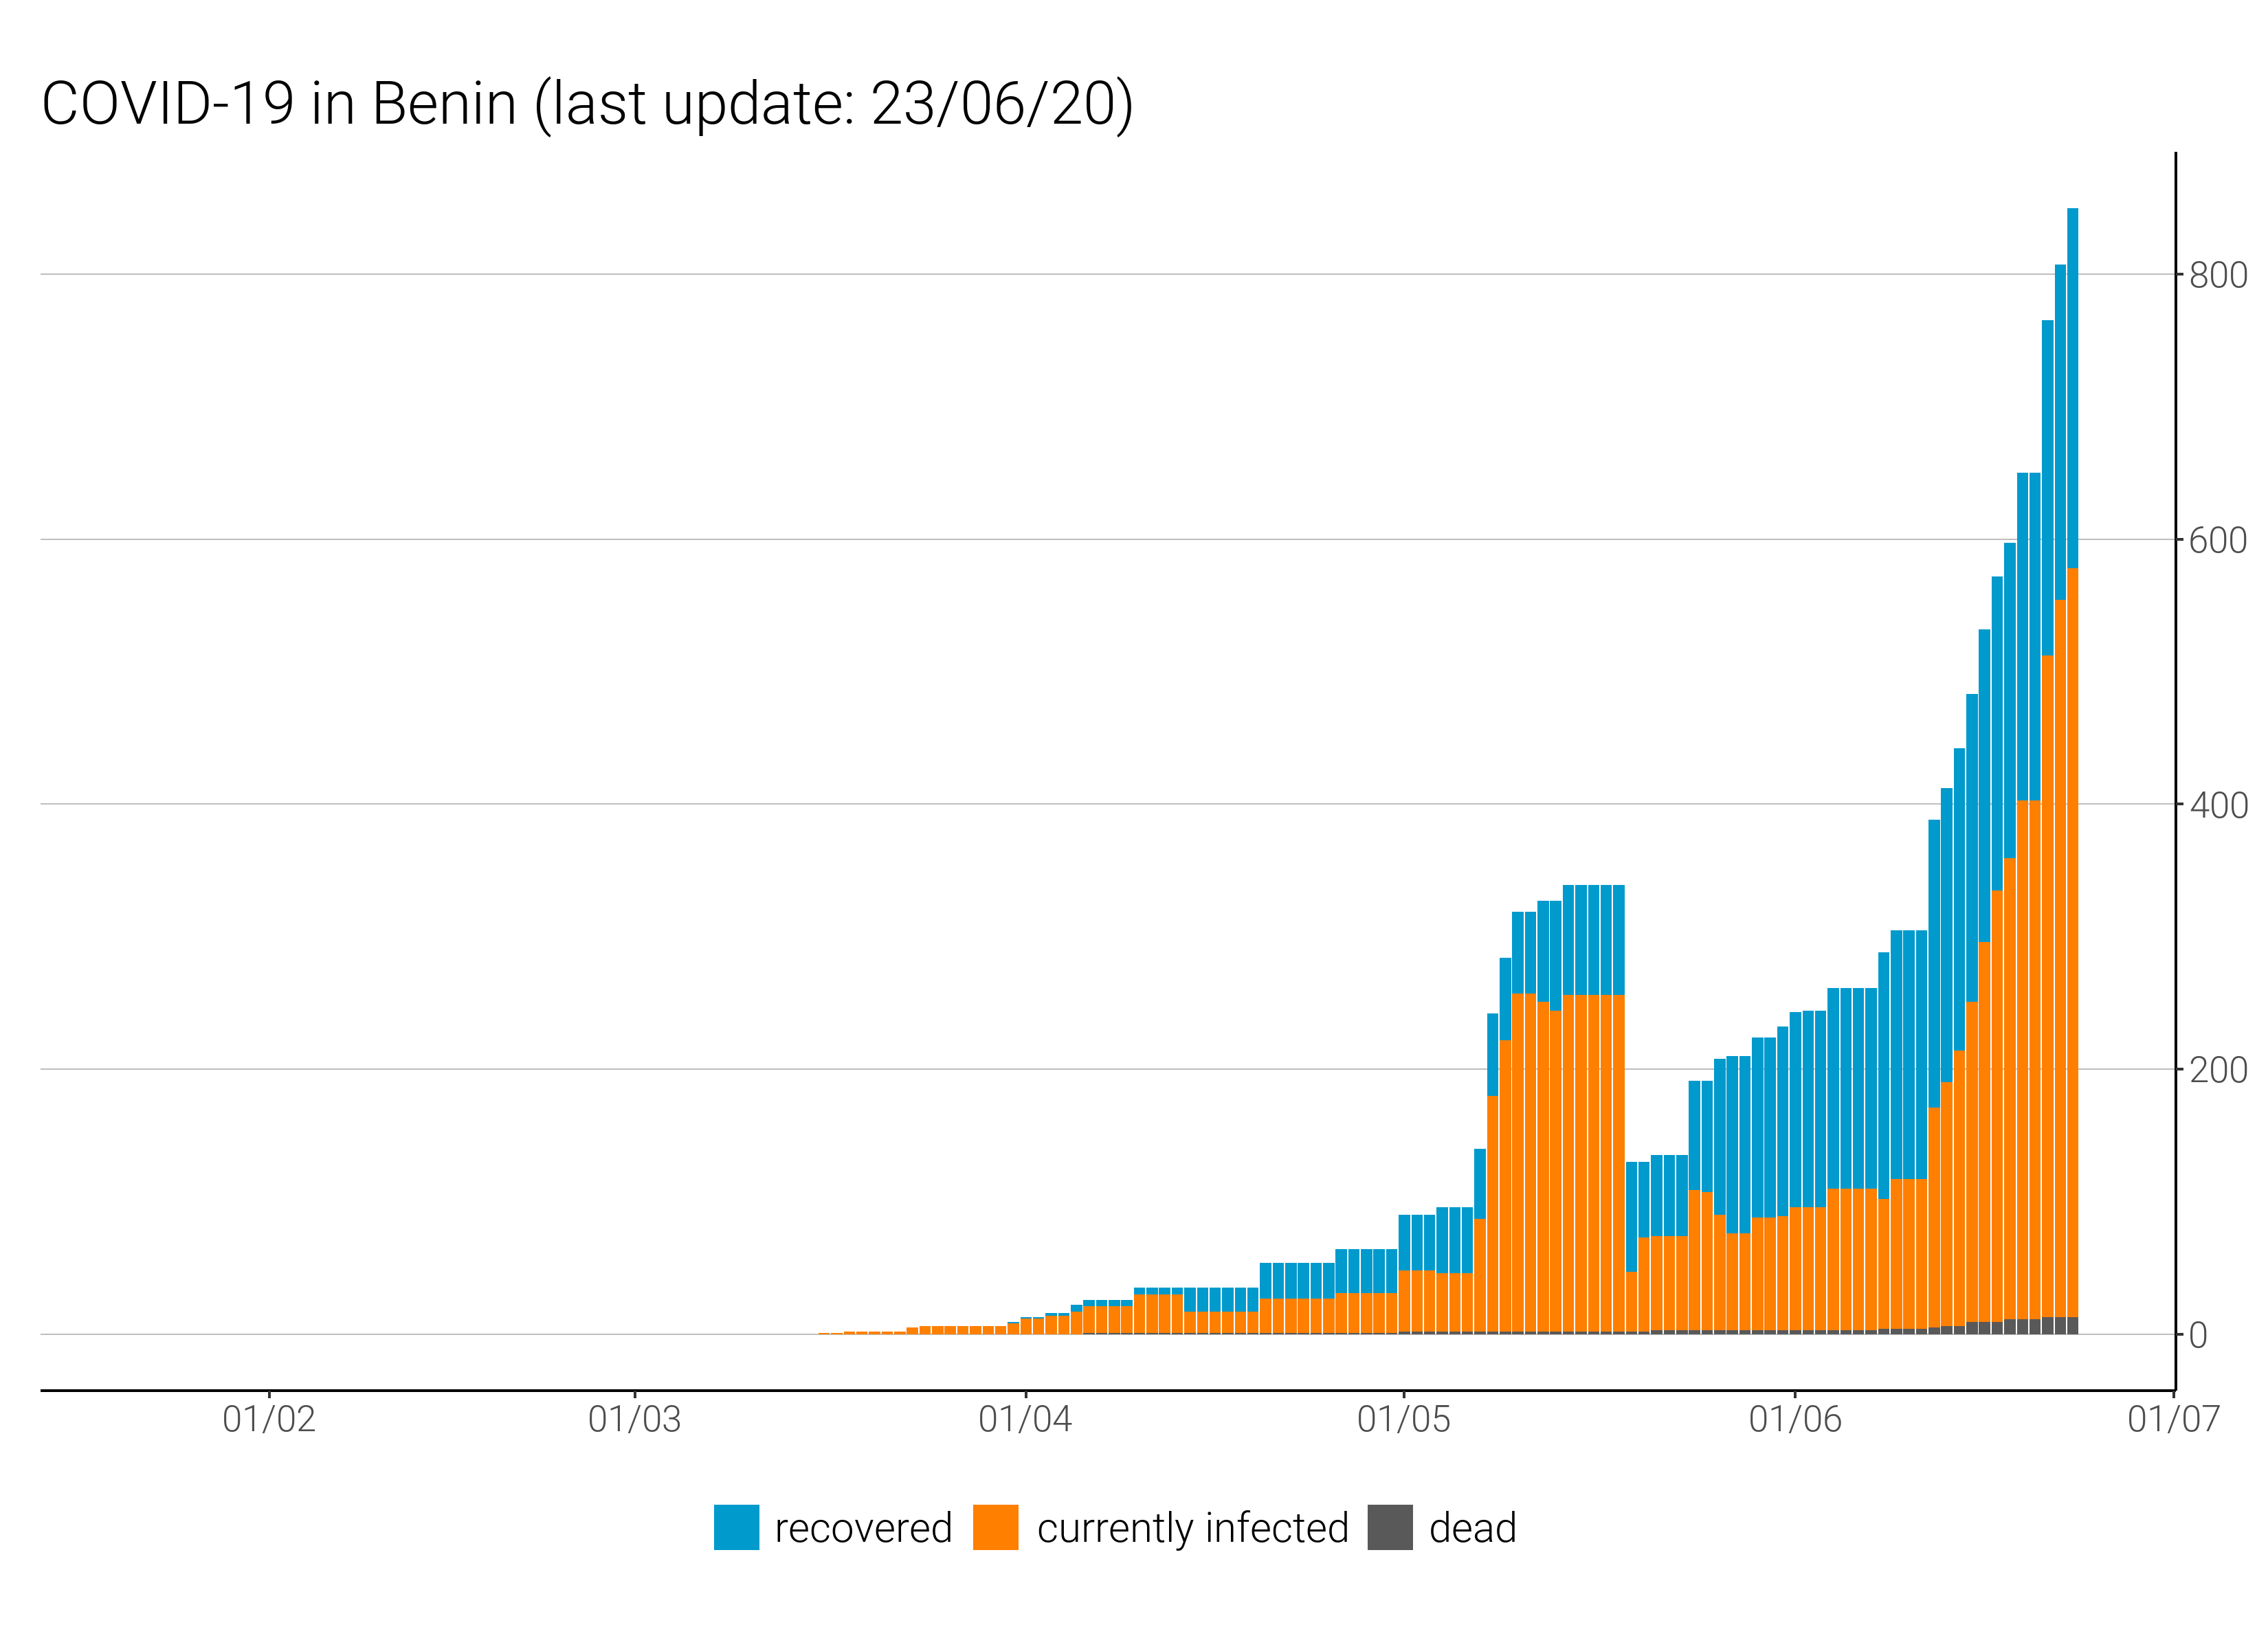 COVID-19 in Benin (last update: 23/06/20)
800
600
400
200
0
01/02 01/03 01/04 01/05 01/06 01/07
recovered currently infected dead